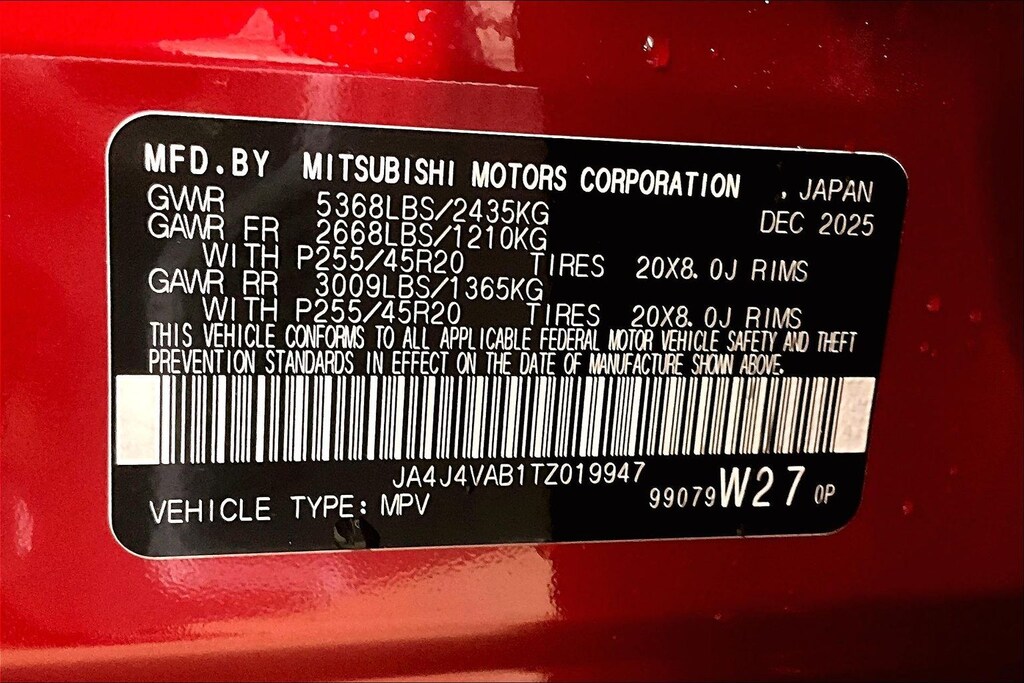 MFD.BY MITSUBISHI MOTORS CORPORATION , JAPAN
GVWR 5368LBS/2435KG DEC 2025
GAWR FR 2668LBS/1210KG
WITH P255/45R20 TIRES 20X8.0J RIMS
GAWR RR 3009LBS/1365KG
WITH P255/45R20 TIRES 20X8.0J RIMS
THIS VEHICLE CONFORMS TO ALL APPLICABLE FEDERAL MOTOR VEHICLE SAFETY AND THEFT
PREVENTION STANDARDS IN EFFECT ON THE DATE OF MANUFACTURE SHOWN ABOVE.
JA4J4VAB1TZ019947
VEHICLE TYPE: MPV 99079 W27 0P